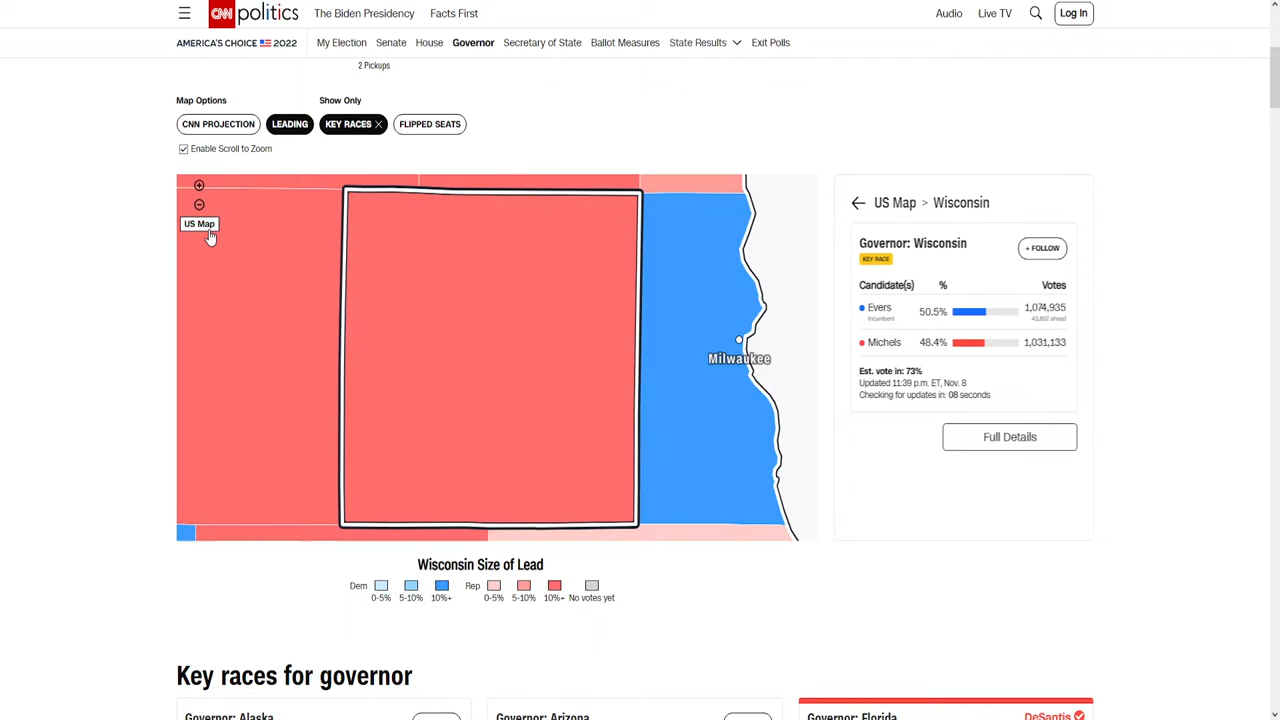 CNN politics The Biden Presidency Facts First Audio Live TV Log In
AMERICA'S CHOICE 2022 My Election Senate House Governor Secretary of State Ballot Measures State Results Exit Polls
2 Pickups
Map Options Show Only
CNN PROJECTION LEADING KEY RACES FLIPPED SEATS
Enable Scroll to Zoom
US Map
Milwaukee
US Map > Wisconsin
Governor: Wisconsin + FOLLOW
KEY RACE
Candidate(s) % Votes
Evers 50.5% 1,074,935
Incumbent 43,802 ahead
Michels 48.4% 1,031,133
Est. vote in: 73%
Updated 11:39 p.m. ET, Nov. 8
Checking for updates in: 08 seconds
Full Details
Wisconsin Size of Lead
Dem Rep
0-5% 5-10% 10%+ 0-5% 5-10% 10%+ No votes yet
Key races for governor
Governor: Alaska Governor: Arizona Governor: Florida DeSantis